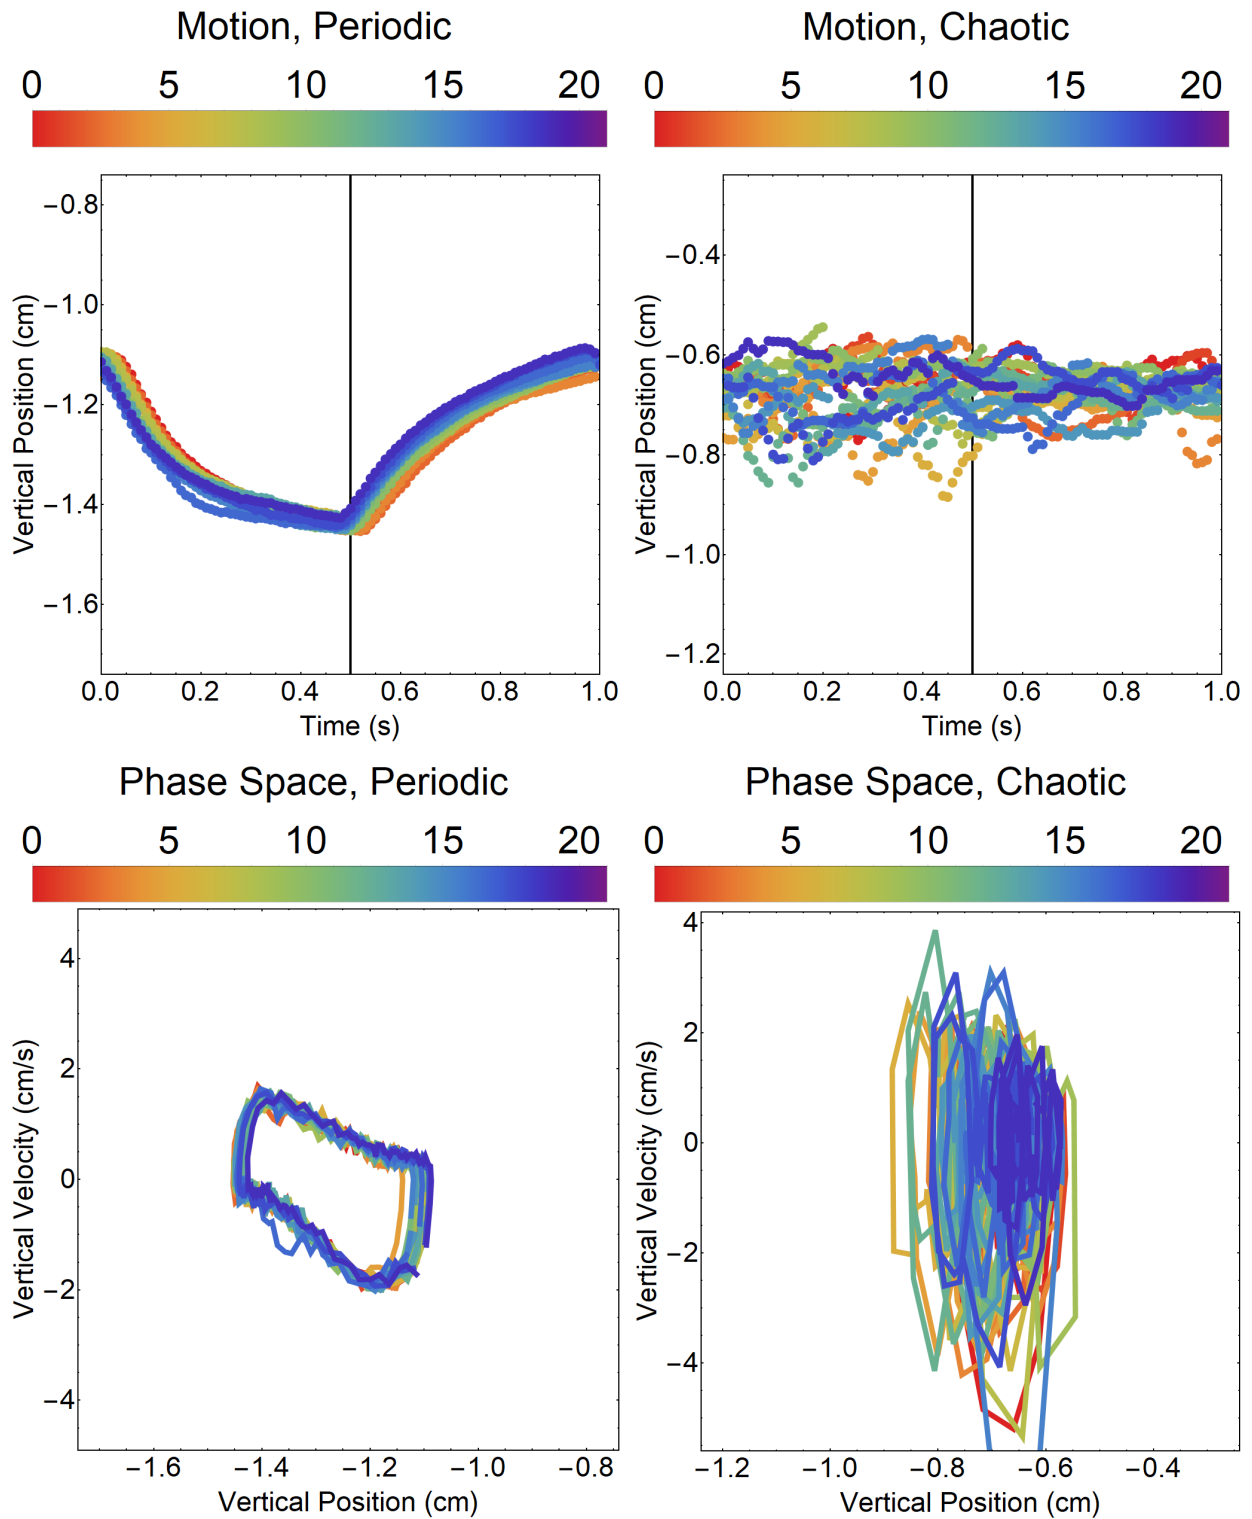 Motion, Periodic
0 5 10 15 20
Vertical Position (cm)
−0.8
−1.0
−1.2
−1.4
−1.6
0.0 0.2 0.4 0.6 0.8 1.0
Time (s)
Motion, Chaotic
0 5 10 15 20
Vertical Position (cm)
−0.4
−0.6
−0.8
−1.0
−1.2
0.0 0.2 0.4 0.6 0.8 1.0
Time (s)
Phase Space, Periodic
0 5 10 15 20
Vertical Velocity (cm/s)
4
2
0
−2
−4
−1.6 −1.4 −1.2 −1.0 −0.8
Vertical Position (cm)
Phase Space, Chaotic
0 5 10 15 20
Vertical Velocity (cm/s)
4
2
0
−2
−4
−1.2 −1.0 −0.8 −0.6 −0.4
Vertical Position (cm)